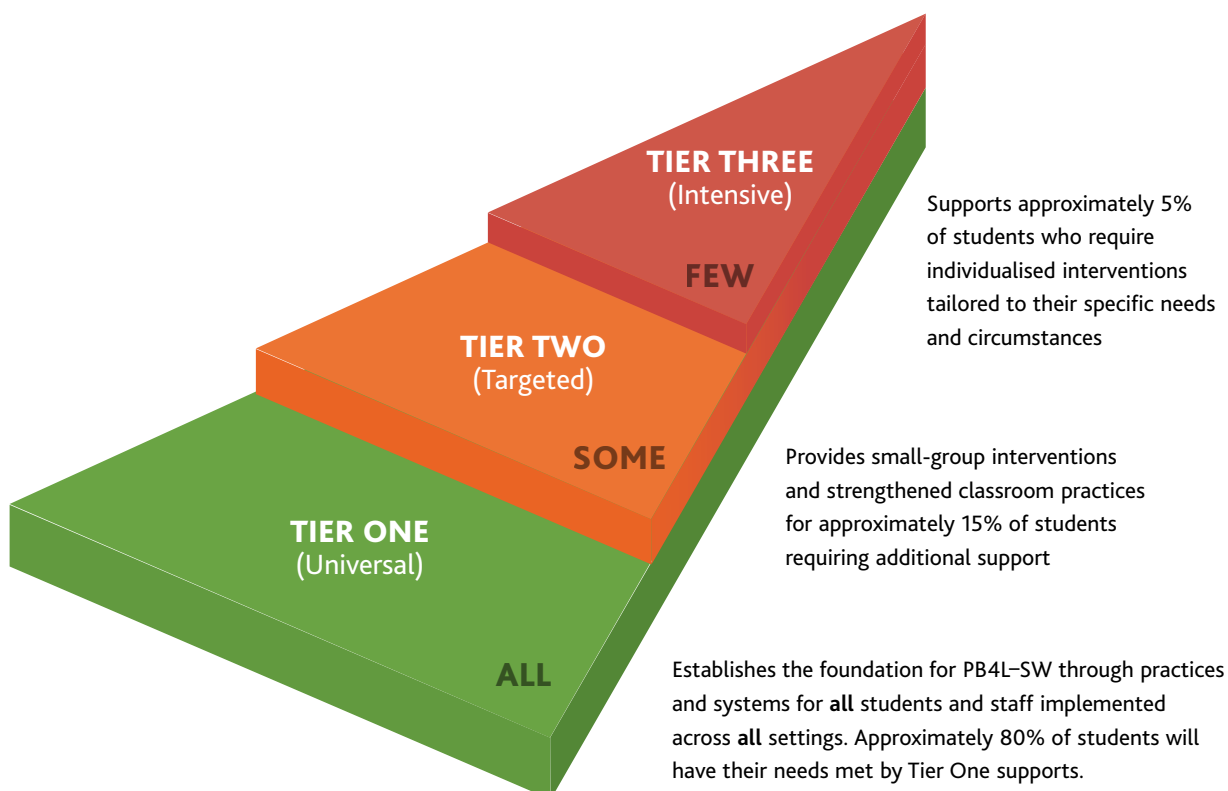 TIER THREE
(Intensive)
FEW
Supports approximately 5%
of students who require
individualised interventions
tailored to their specific needs
and circumstances
TIER TWO
(Targeted)
SOME
Provides small-group interventions
and strengthened classroom practices
for approximately 15% of students
requiring additional support
TIER ONE
(Universal)
ALL
Establishes the foundation for PB4L–SW through practices
and systems for all students and staff implemented
across all settings. Approximately 80% of students will
have their needs met by Tier One supports.